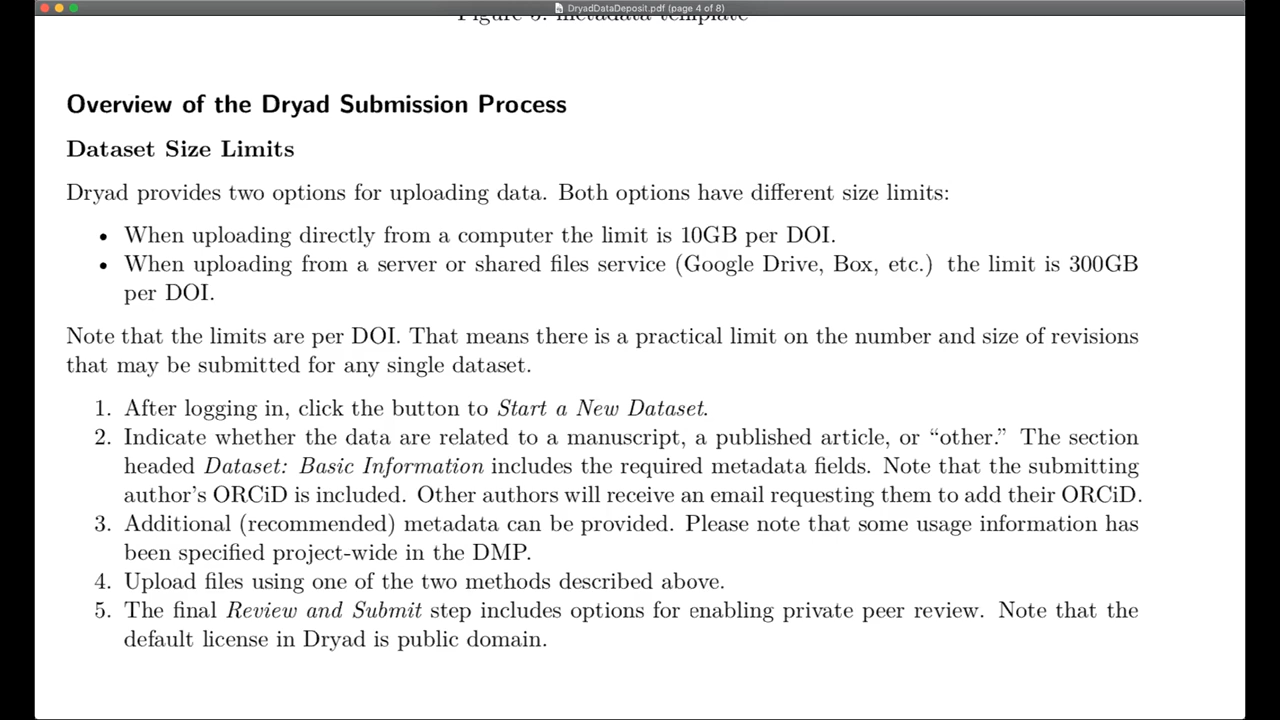 DryadDataDeposit.pdf (page 4 of 8)
Figure 3: metadata template
Overview of the Dryad Submission Process
Dataset Size Limits
Dryad provides two options for uploading data. Both options have different size limits:
• When uploading directly from a computer the limit is 10GB per DOI.
• When uploading from a server or shared files service (Google Drive, Box, etc.) the limit is 300GB
per DOI.
Note that the limits are per DOI. That means there is a practical limit on the number and size of revisions
that may be submitted for any single dataset.
1. After logging in, click the button to Start a New Dataset.
2. Indicate whether the data are related to a manuscript, a published article, or “other.” The section
headed Dataset: Basic Information includes the required metadata fields. Note that the submitting
author’s ORCiD is included. Other authors will receive an email requesting them to add their ORCiD.
3. Additional (recommended) metadata can be provided. Please note that some usage information has
been specified project-wide in the DMP.
4. Upload files using one of the two methods described above.
5. The final Review and Submit step includes options for enabling private peer review. Note that the
default license in Dryad is public domain.